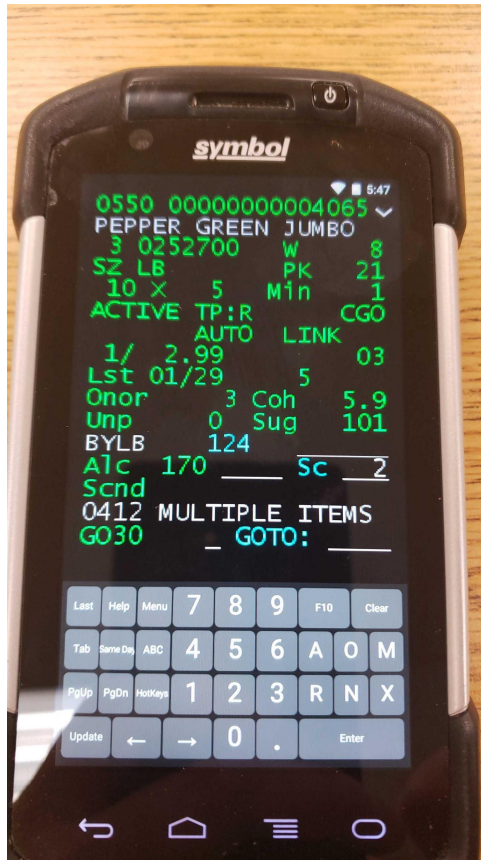 symbol
5:47
0550 00000000004065
PEPPER GREEN JUMBO
3 0252700 W 8
SZ LB PK 21
10 X 5 Min 1
ACTIVE TP:R CGO
AUTO LINK
1/ 2.99 03
Lst 01/29 5
Onor 3 Coh 5.9
Unp 0 Sug 101
BYLB 124
Alc 170 Sc 2
Scnd
0412 MULTIPLE ITEMS
GO30 _ GOTO:
Last Help Menu 7 8 9 F10 Clear
Tab Same Day ABC 4 5 6 A O M
PgUp PgDn HotKeys 1 2 3 R N X
Update ← → 0 . Enter